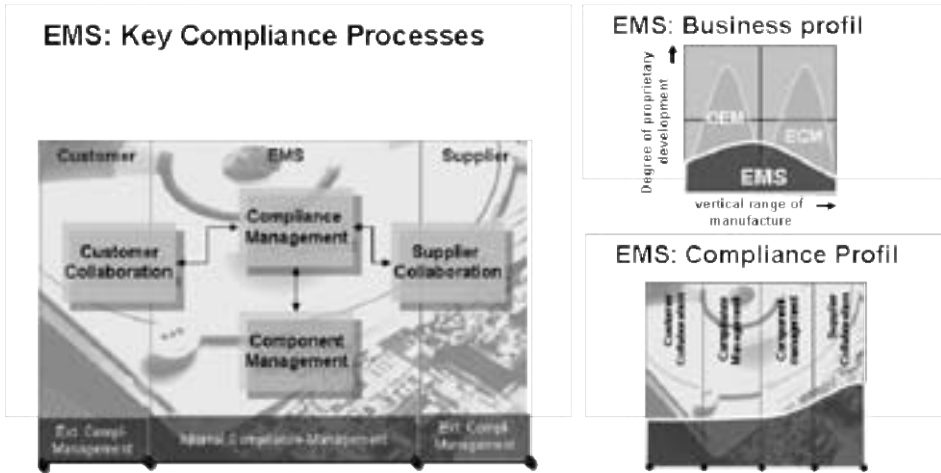 EMS: Key Compliance Processes
Customer
EMS
Supplier
Compliance
Management
Customer
Collaboration
Supplier
Collaboration
Component
Management
Ext. Compl.
Management
Internal Compliance-Management
Ext. Compl.
Management
EMS: Business profil
Degree of proprietary
development
OEM
ECM
EMS
vertical range of
manufacture
EMS: Compliance Profil
Customer
Collaboration
Compliance
Management
Component
management
Supplier
Collaboration